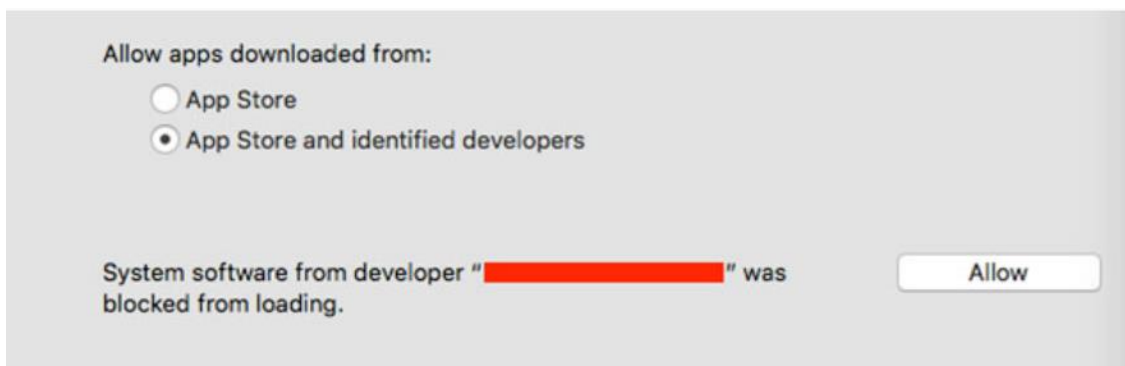 Allow apps downloaded from:
App Store
App Store and identified developers
System software from developer “ ” was
Allow
blocked from loading.